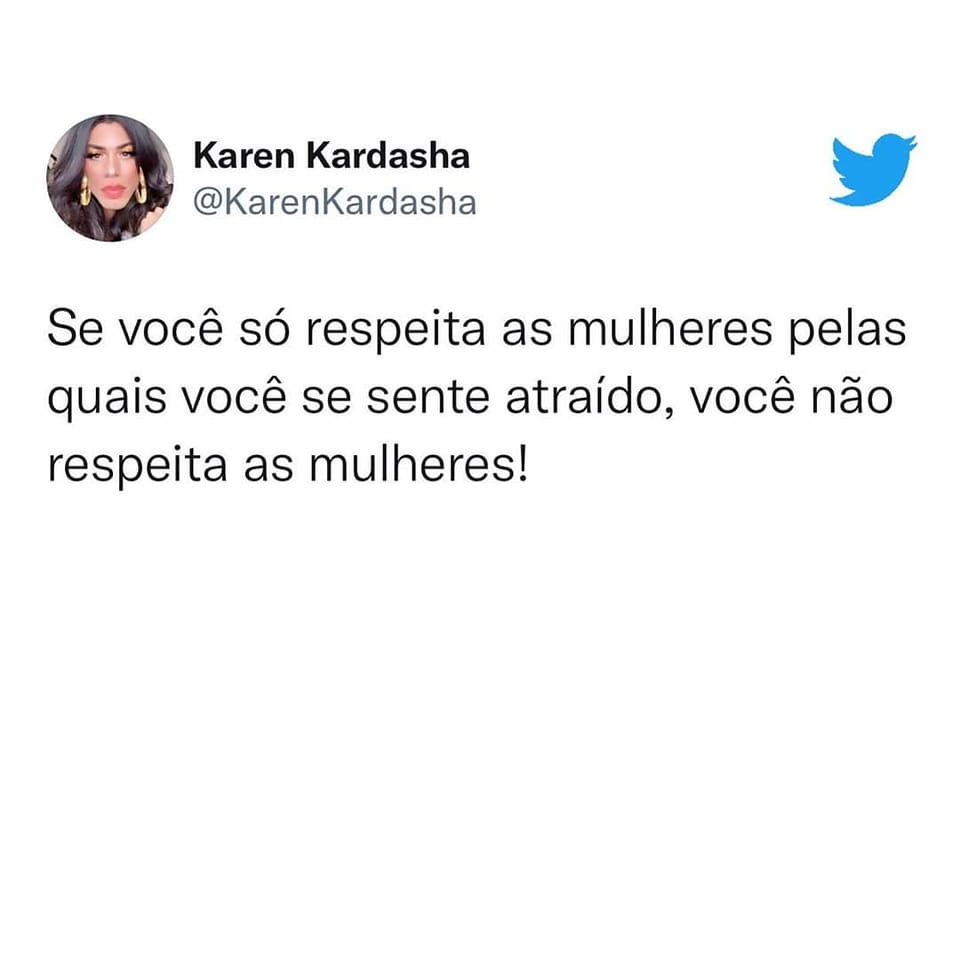 Karen Kardasha
@KarenKardasha
Se você só respeita as mulheres pelas
quais você se sente atraído, você não
respeita as mulheres!